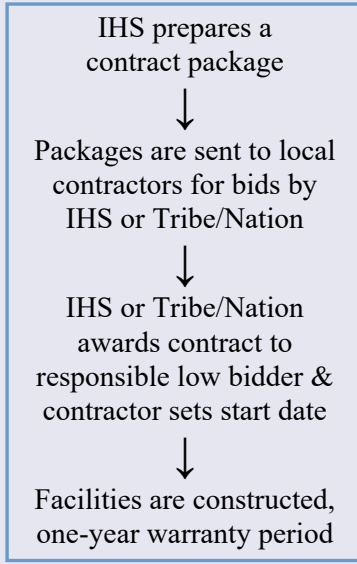 IHS prepares a
contract package
↓
Packages are sent to local
contractors for bids by
IHS or Tribe/Nation
↓
IHS or Tribe/Nation
awards contract to
responsible low bidder &
contractor sets start date
↓
Facilities are constructed,
one-year warranty period